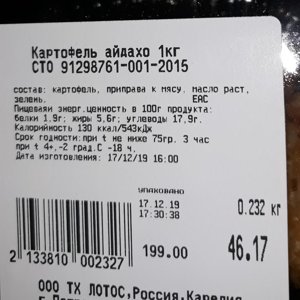 Картофель айдахо 1кг
СТО 91298761-001-2015
состав: картофель, приправа к мясу, масло раст,
зелень. ЕАС
Пищевая энерг.ценность в 100г продукта:
белки 1,9г; жиры 5,6г; углеводы 17,9г.
Калорийность 130 ккал/543кДж
Срок годности:при t не ниже 75гр. 3 час
при t 4+,-2 град.С -18 ч,
Дата изготовления: 17/12/19 16:00
упаковано
17.12.19
17:30:38
0.232 кг
199.00
46.17
2 133810 002327
ООО ТХ ЛОТОС,Россия,Карелия